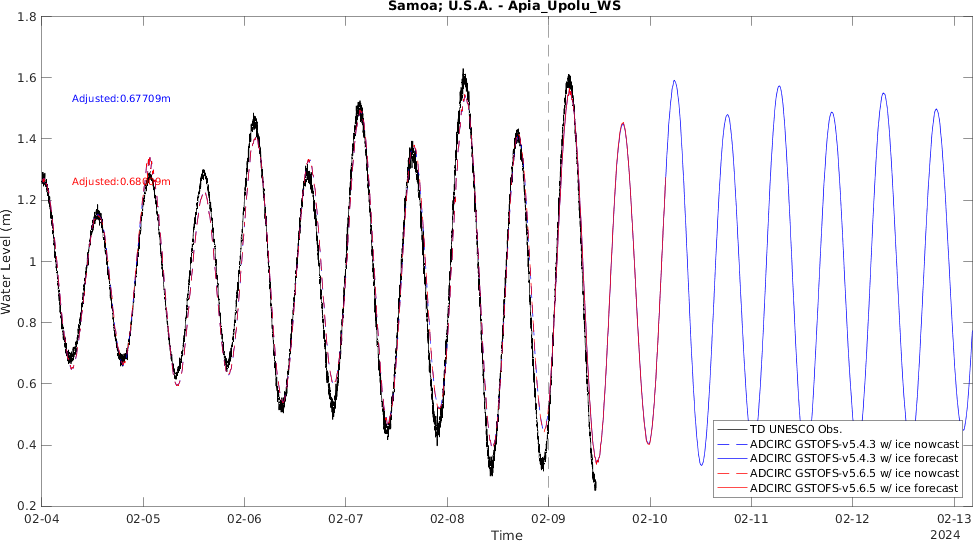 Samoa; U.S.A. - Apia_Upolu_WS
1.8
1.6
1.4
1.2
1
0.8
0.6
0.4
0.2
Water Level (m)
Adjusted:0.67709m
TD UNESCO Obs.
ADCIRC GSTOFS-v5.4.3 w/ ice nowcast
ADCIRC GSTOFS-v5.4.3 w/ ice forecast
ADCIRC GSTOFS-v5.6.5 w/ ice nowcast
ADCIRC GSTOFS-v5.6.5 w/ ice forecast
02-04 02-05 02-06 02-07 02-08 02-09 02-10 02-11 02-12 02-13
2024
Time